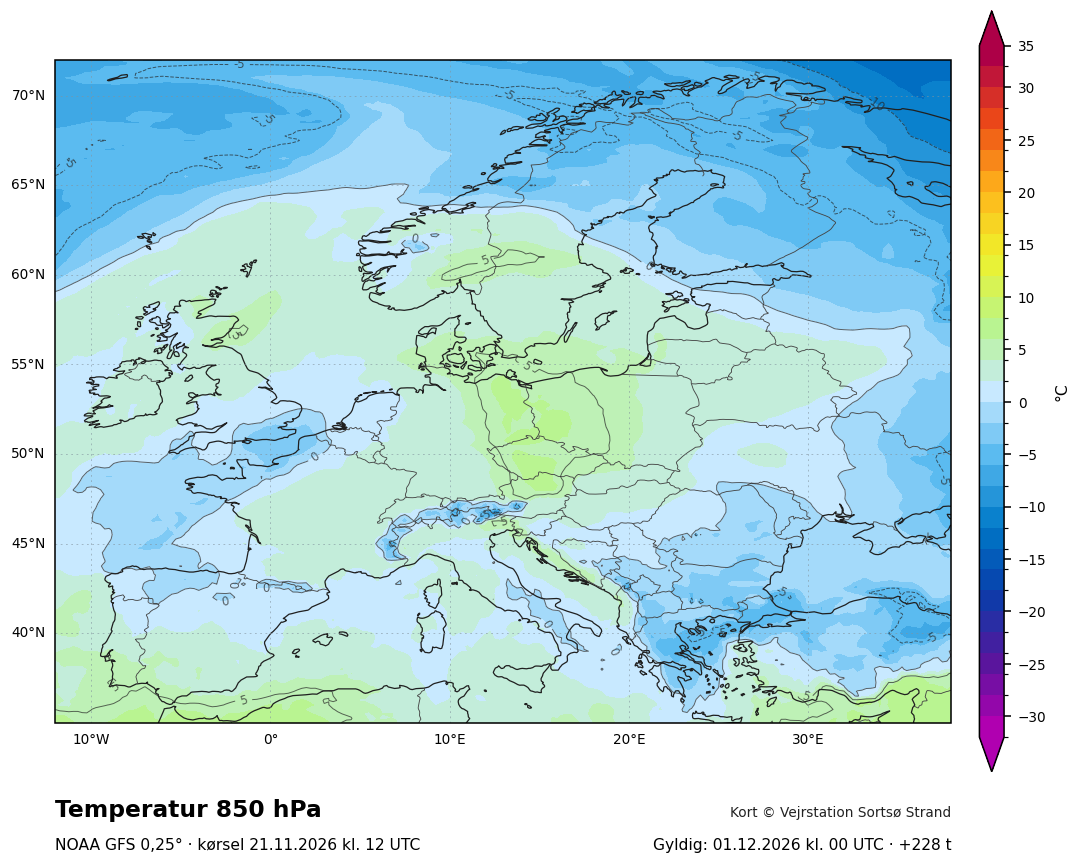 70°N
65°N
60°N
55°N
50°N
45°N
40°N
10°W 0° 10°E 20°E 30°E
35
30
25
20
15
10
5
0
−5
−10
−15
−20
−25
−30
°C
Temperatur 850 hPa
Kort © Vejrstation Sortsø Strand
NOAA GFS 0,25° · kørsel 21.11.2026 kl. 12 UTC
Gyldig: 01.12.2026 kl. 00 UTC · +228 t